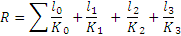 R = ∑ l₀/K₀ + l₁/K₁ + l₂/K₂ + l₃/K₃